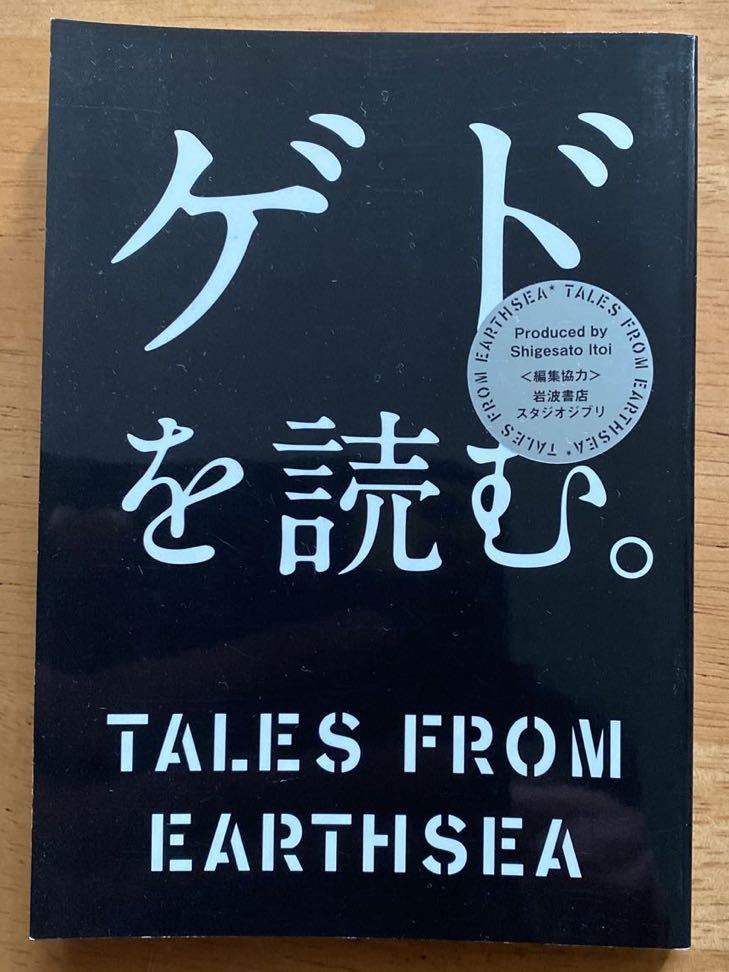 ゲド
を読む。
TALES FROM EARTHSEA* TALES FROM EARTHSEA*
Produced by
Shigesato Itoi
＜編集協力＞
岩波書店
スタジオジブリ
TALES FROM
EARTHSEA